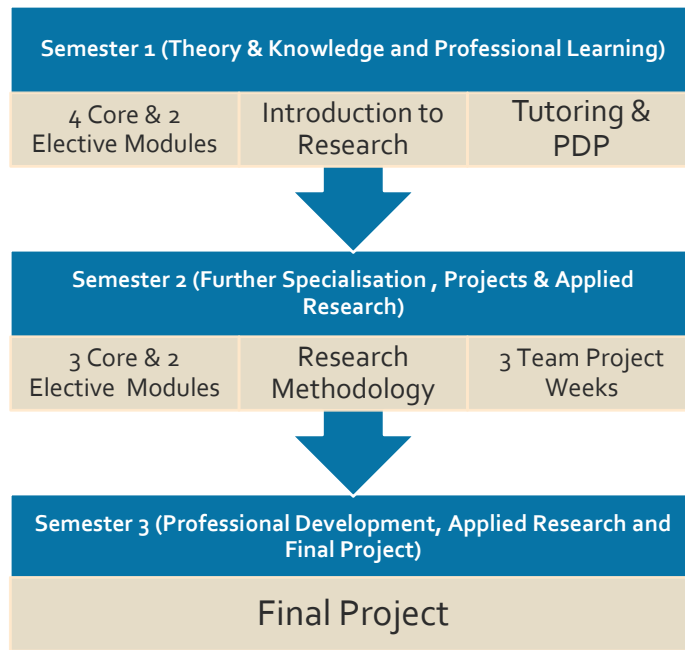 Semester 1 (Theory & Knowledge and Professional Learning)
4 Core & 2
Elective Modules
Introduction to
Research
Tutoring &
PDP
Semester 2 (Further Specialisation , Projects & Applied
Research)
3 Core & 2
Elective Modules
Research
Methodology
3 Team Project
Weeks
Semester 3 (Professional Development, Applied Research and
Final Project)
Final Project